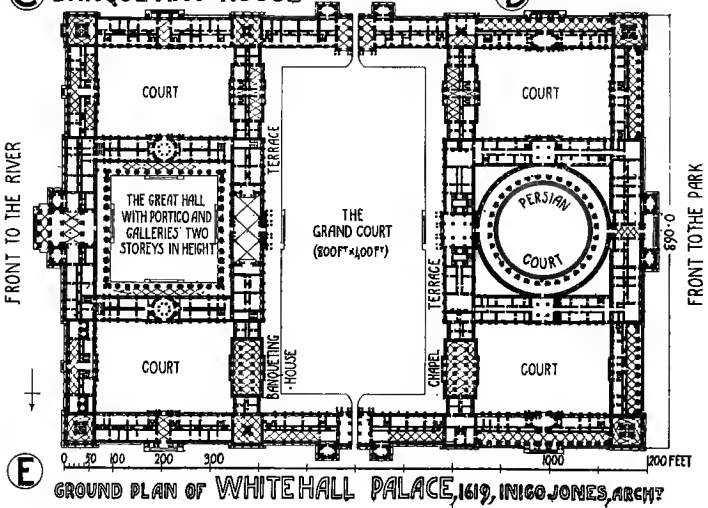 C BANQUETING HOUSE D
COURT
COURT
FRONT TO THE RIVER
TERRACE
THE GREAT HALL
WITH PORTICO AND
GALLERIES TWO
STOREYS IN HEIGHT
THE
GRAND COURT
(800FT×400FT)
PERSIAN
COURT
890·0
FRONT TO THE PARK
TERRACE
COURT
BANQUETING
·HOUSE
CHAPEL
COURT
E
0 50 100 200 300 1000 1200 FEET
GROUND PLAN OF WHITEHALL PALACE, 1619, INIGO JONES, ARCHT